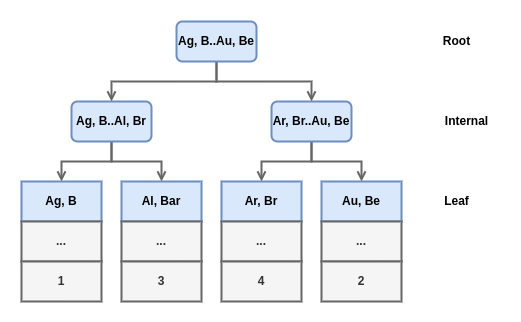 Ag, B..Au, Be
Root
Ag, B..Al, Br
Ar, Br..Au, Be
Internal
Ag, B
Al, Bar
Ar, Br
Au, Be
Leaf
...
...
...
...
1
3
4
2